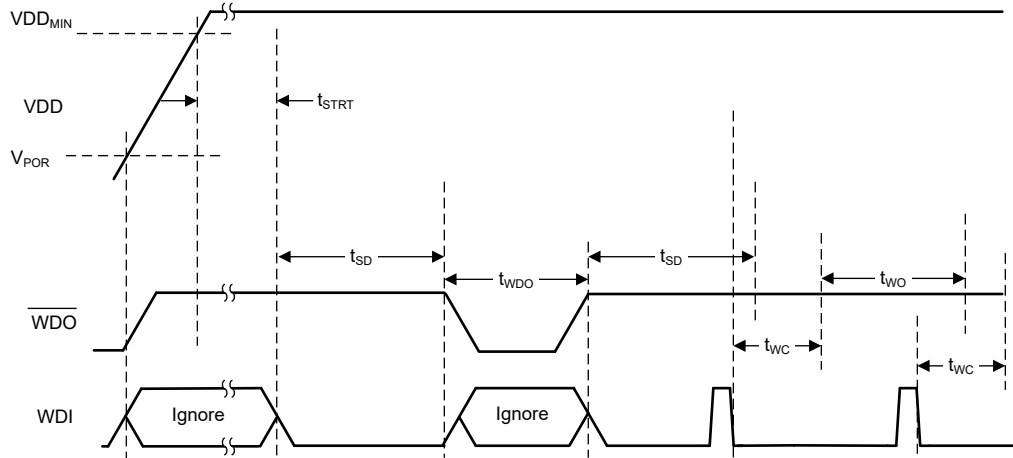 VDD_MIN
VDD
t_STRT
V_POR
t_SD
t_WDO
t_SD
t_WO
WDO
t_WC
t_WC
WDI
Ignore
Ignore